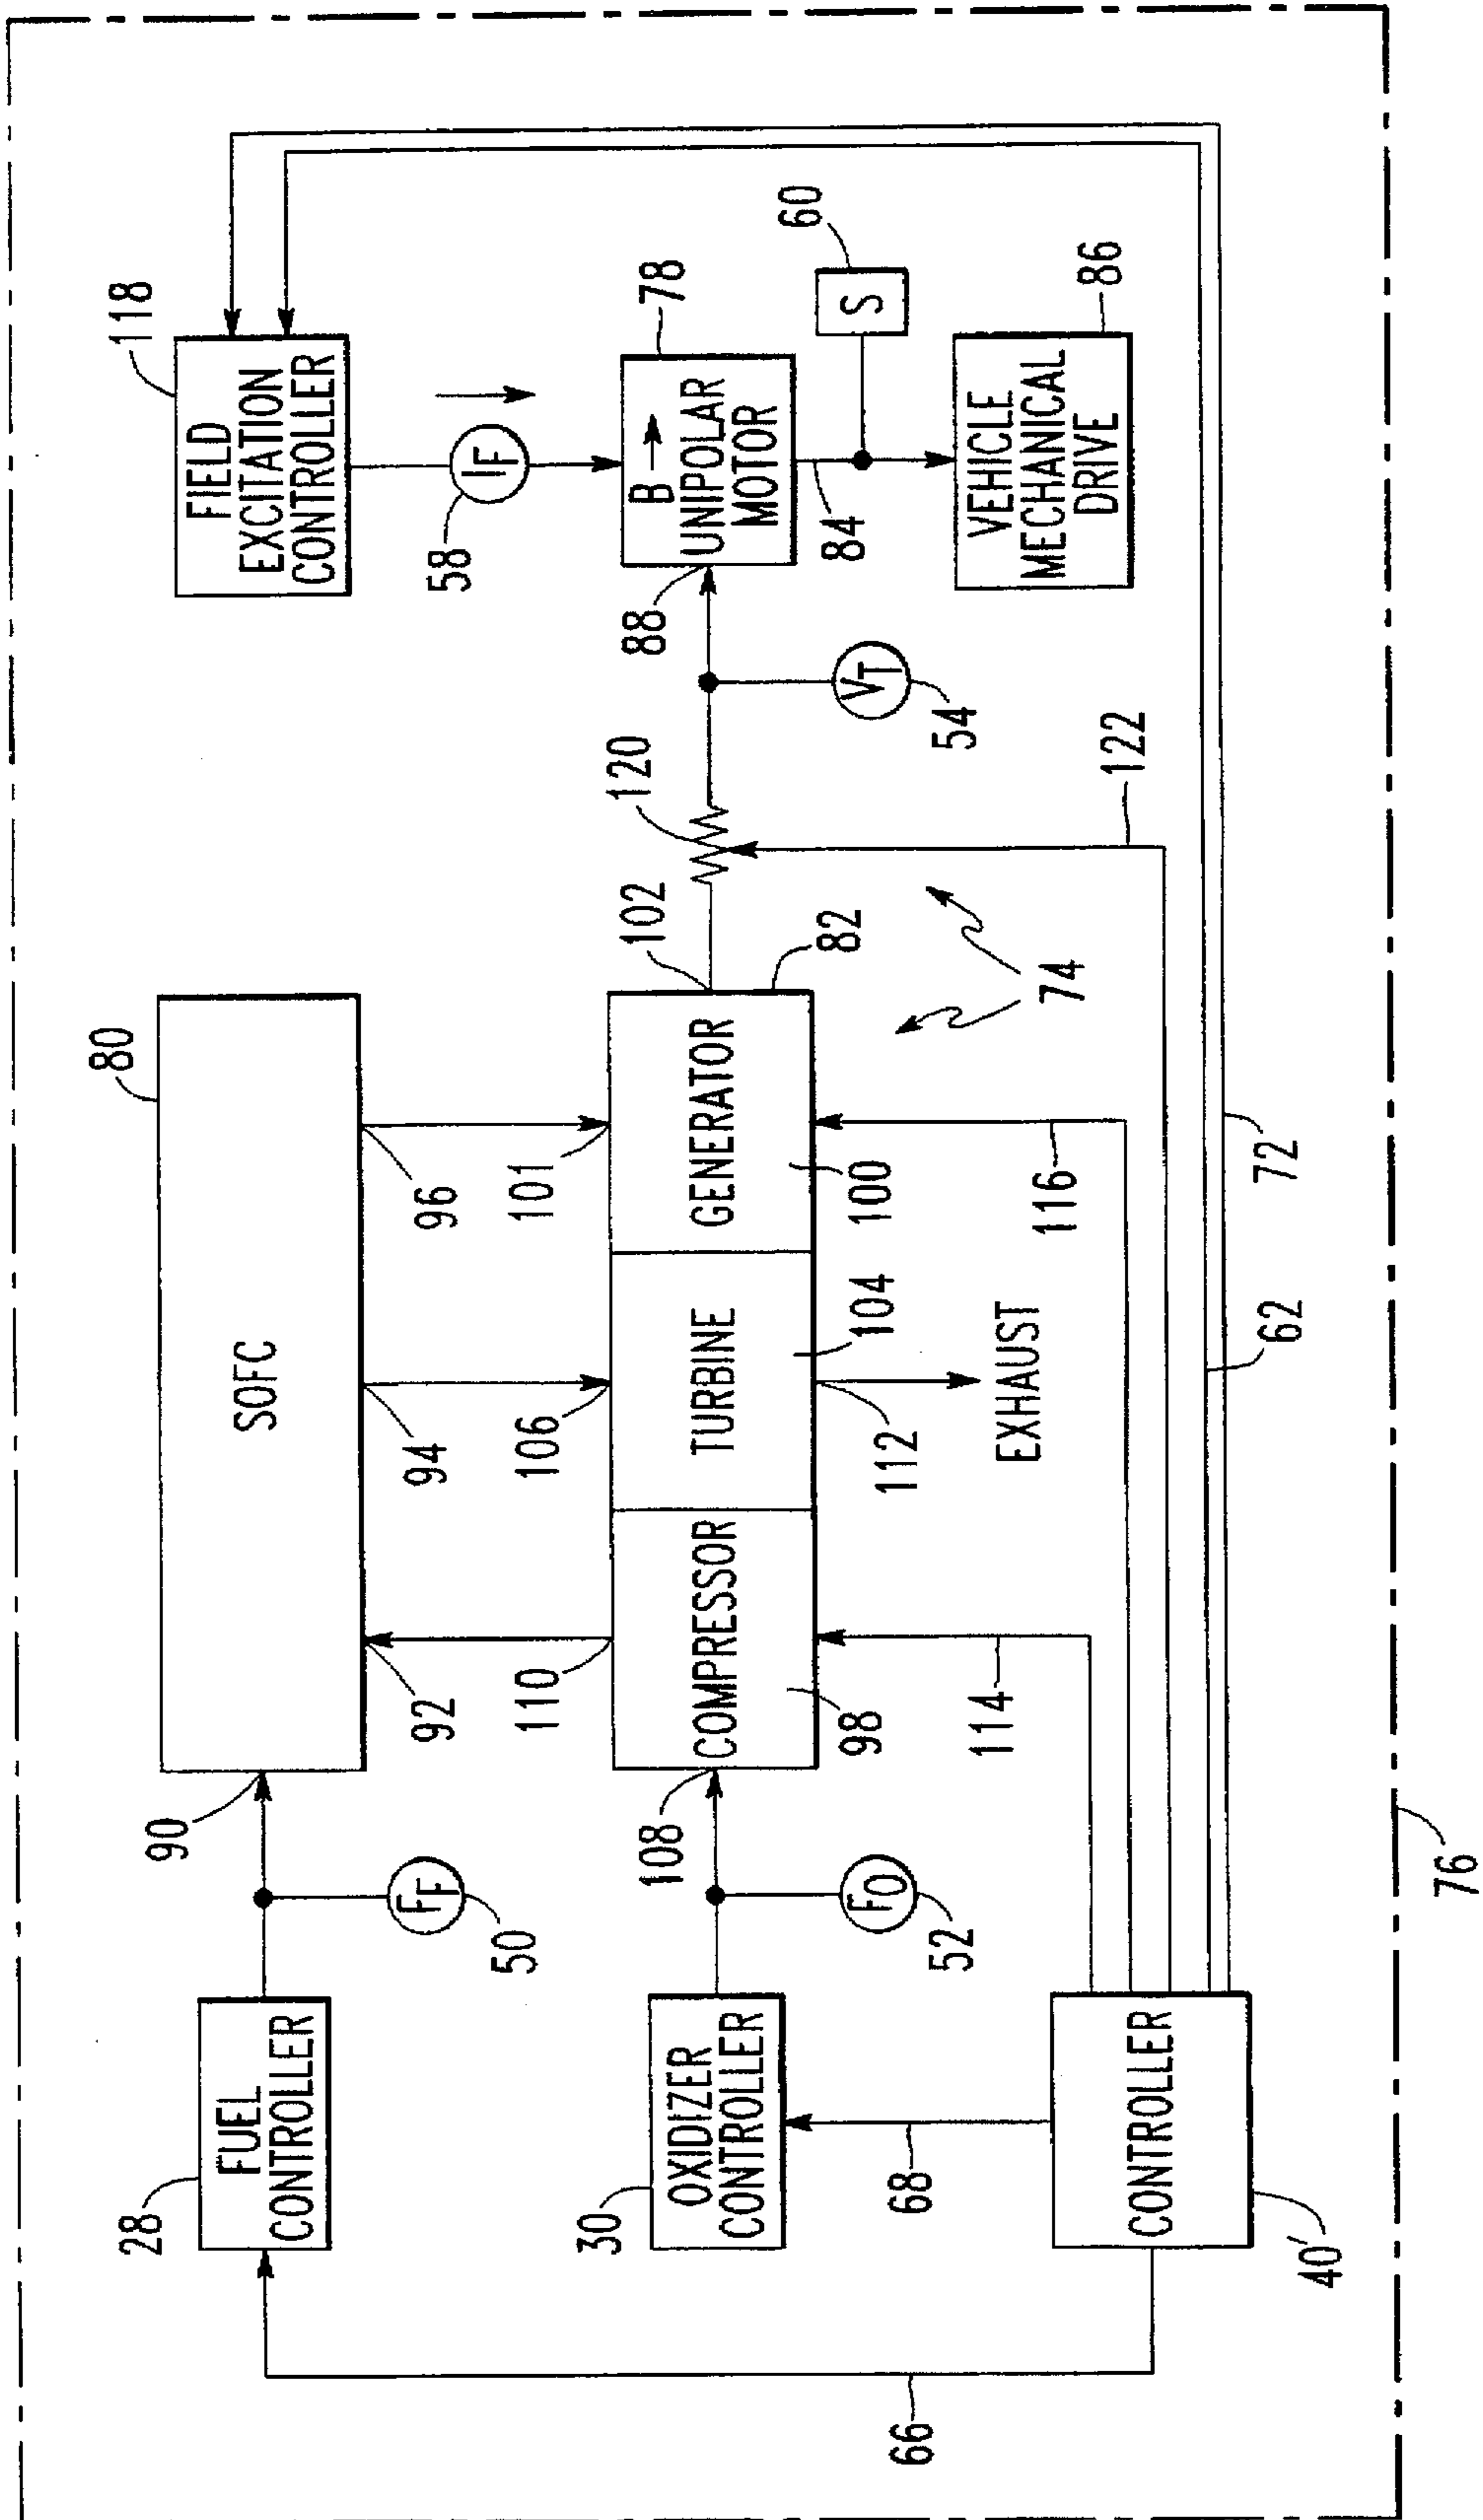 28
FUEL
CONTROLLER
90
FF
50
80
SOFC
92
94
96
118
FIELD
EXCITATION
CONTROLLER
58
IF
30
OXIDIZER
CONTROLLER
108
FO
52
110
106
101
COMPRESSOR
98
TURBINE
104
GENERATOR
100
102
82
120
VT
54
88
78
B
UNIPOLAR
MOTOR
84
60
S
VEHICLE
MECHANICAL
DRIVE
86
112
EXHAUST
74
66
68
CONTROLLER
40'
114
116
122
62
72
76